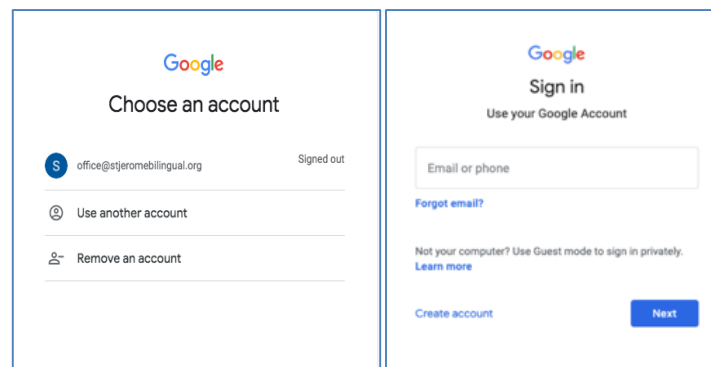 Google
Choose an account
S
office@stjeromebilingual.org
Signed out
Use another account
Remove an account
Google
Sign in
Use your Google Account
Email or phone
Forgot email?
Not your computer? Use Guest mode to sign in privately.
Learn more
Create account
Next